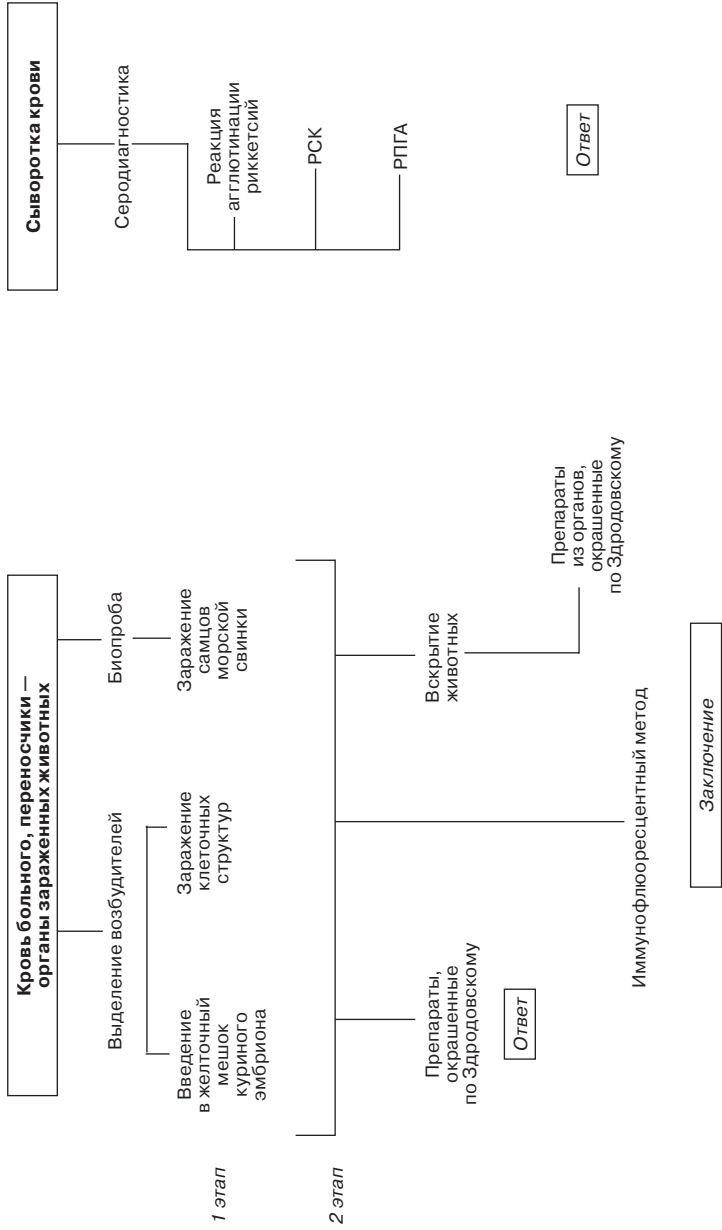 Кровь больного, переносчики —
органы зараженных животных
Выделение возбудителей
Биопроба
1 этап
Введение
в желточный
мешок
куриного
эмбриона
Заражение
клеточных
структур
Заражение
самцов
морской
свинки
2 этап
Препараты,
окрашенные
по Здродовскому
Ответ
Вскрытие
животных
Препараты
из органов,
окрашенные
по Здродовскому
Иммунофлюоресцентный метод
Заключение
Сыворотка крови
Серодиагностика
Реакция
агглютинации
риккетсий
РСК
РПГА
Ответ